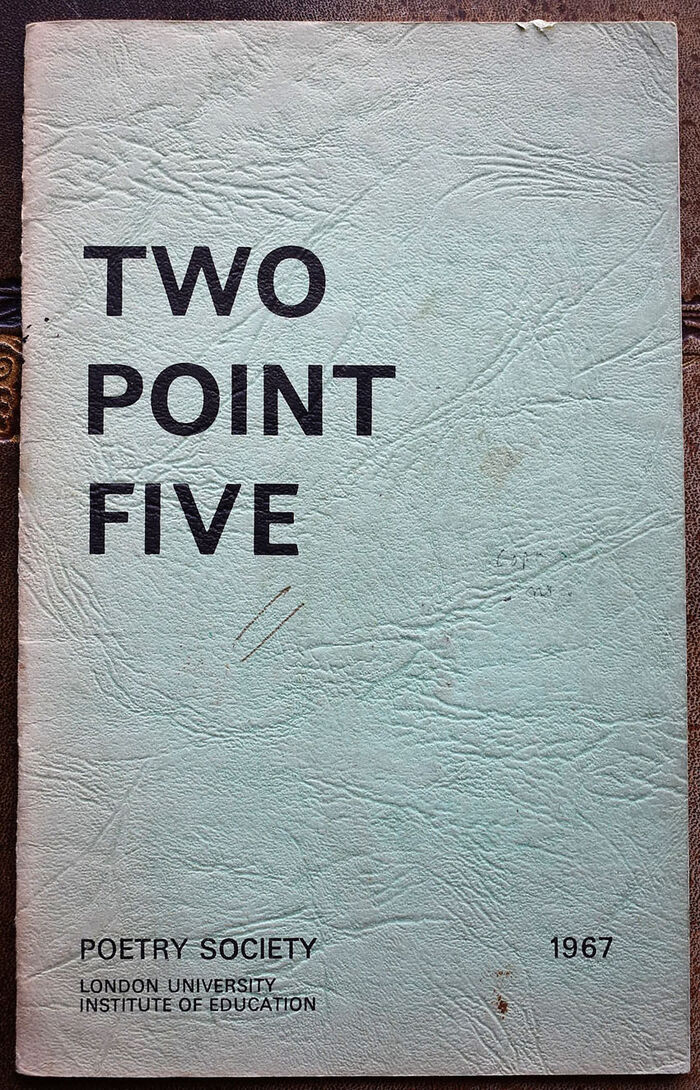 TWO
POINT
FIVE
POETRY SOCIETY 1967
LONDON UNIVERSITY
INSTITUTE OF EDUCATION